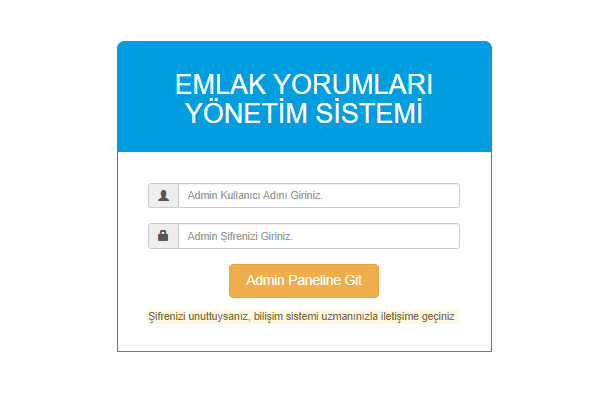 EMLAK YORUMLARI
YÖNETİM SİSTEMİ
Admin Kullanıcı Adını Giriniz.
Admin Şifrenizi Giriniz.
Admin Paneline Git
Şifrenizi unuttuysanız, bilişim sistemi uzmanınızla iletişime geçiniz